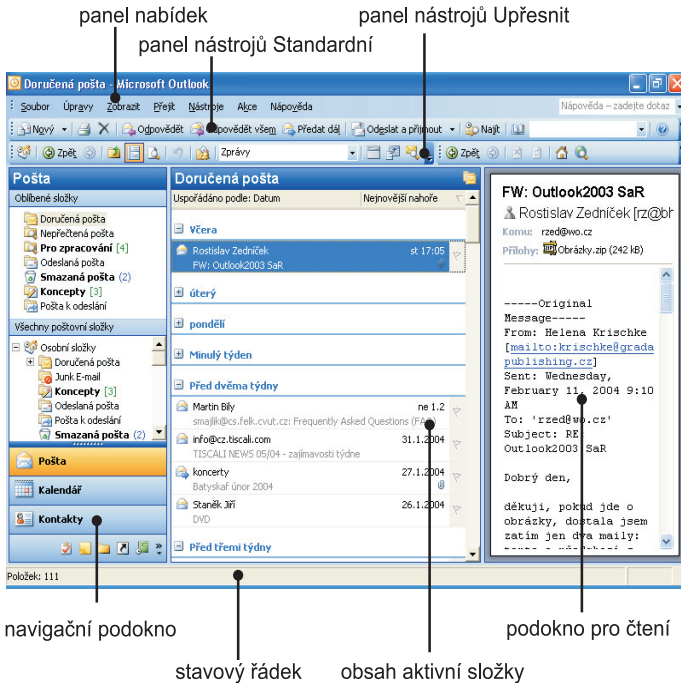 panel nabídek
panel nástrojů Upřesnit
panel nástrojů Standardní
Doručená pošta - Microsoft Outlook
Soubor Úpravy Zobrazit Přejít Nástroje Akce Nápověda
Nápověda – zadejte dotaz
Nový Odpovědět Odpovědět všem Předat dál Odeslat a přijmout Najít
Zpět Zprávy Zpět
Pošta
Oblíbené složky
Doručená pošta
Nepřečtená pošta
Pro zpracování [4]
Odeslaná pošta
Smazaná pošta (2)
Koncepty [3]
Pošta k odeslání
Všechny poštovní složky
Osobní složky
Doručená pošta
Junk E-mail
Koncepty [3]
Odeslaná pošta
Pošta k odeslání
Smazaná pošta (2)
Pošta
Kalendář
Kontakty
Doručená pošta
Uspořádáno podle: Datum Nejnovější nahoře
Včera
Rostislav Zedníček st 17:05
FW: Outlook2003 SaR
úterý
pondělí
Minulý týden
Před dvěma týdny
Martin Bily ne 1.2
smajlik@cs.felk.cvut.cz: Frequently Asked Questions (FAQ)
info@cz.tiscali.com 31.1.2004
TISCALI NEWS 05/04 - zajímavosti týdne
koncerty 27.1.2004
Batyskaf únor 2004
Staněk Jiří 26.1.2004
DVD
Před třemi týdny
FW: Outlook2003 SaR
Rostislav Zedníček [rz@bh
Komu: rzed@wo.cz
Přílohy: Obrázky.zip (242 kB)
-----Original
Message-----
From: Helena Krischke
[mailto:krischke@grada
publishing.cz]
Sent: Wednesday,
February 11, 2004 9:10
AM
To: 'rzed@wo.cz'
Subject: RE:
Outlook2003 SaR
Dobrý den,
děkuji, pokud jde o
obrázky, dostala jsem
zatím jen dva maily:
Položek: 111
navigační podokno
podokno pro čtení
stavový řádek
obsah aktivní složky